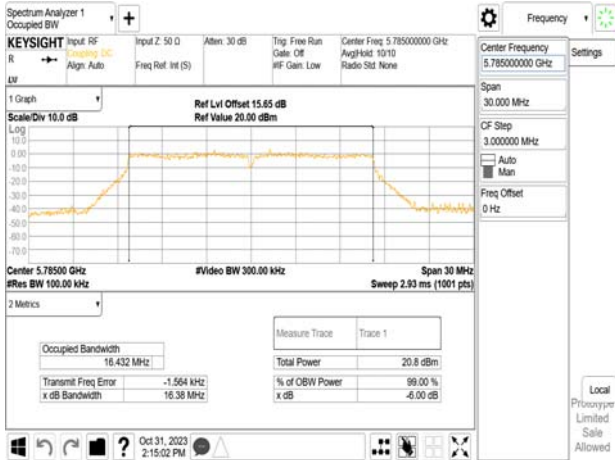 Spectrum Analyzer 1
Occupied BW
Frequency
KEYSIGHT
R
LXI
Input: RF
Coupling: DC
Align: Auto
Input Z: 50 Ω
Freq Ref: Int (S)
Atten: 30 dB
Trig: Free Run
Gate: Off
#IF Gain: Low
Center Freq: 5.785000000 GHz
Avg|Hold: 10/10
Radio Std: None
Center Frequency
5.785000000 GHz
Settings
Span
30.000 MHz
CF Step
3.000000 MHz
Auto
Man
Freq Offset
0 Hz
1 Graph
Scale/Div 10.0 dB
Ref Lvl Offset 15.65 dB
Ref Value 20.00 dBm
Log
10.0
0.00
-10.0
-20.0
-30.0
-40.0
-50.0
-60.0
-70.0
Center 5.78500 GHz
#Video BW 300.00 kHz
Span 30 MHz
#Res BW 100.00 kHz
Sweep 2.93 ms (1001 pts)
2 Metrics
Measure Trace
Trace 1
Occupied Bandwidth
16.432 MHz
Total Power
20.8 dBm
Transmit Freq Error
-1.564 kHz
% of OBW Power
99.00 %
x dB Bandwidth
16.38 MHz
x dB
-6.00 dB
Local
Prototype
Limited
Sale
Allowed
?
Oct 31, 2023
2:15:02 PM